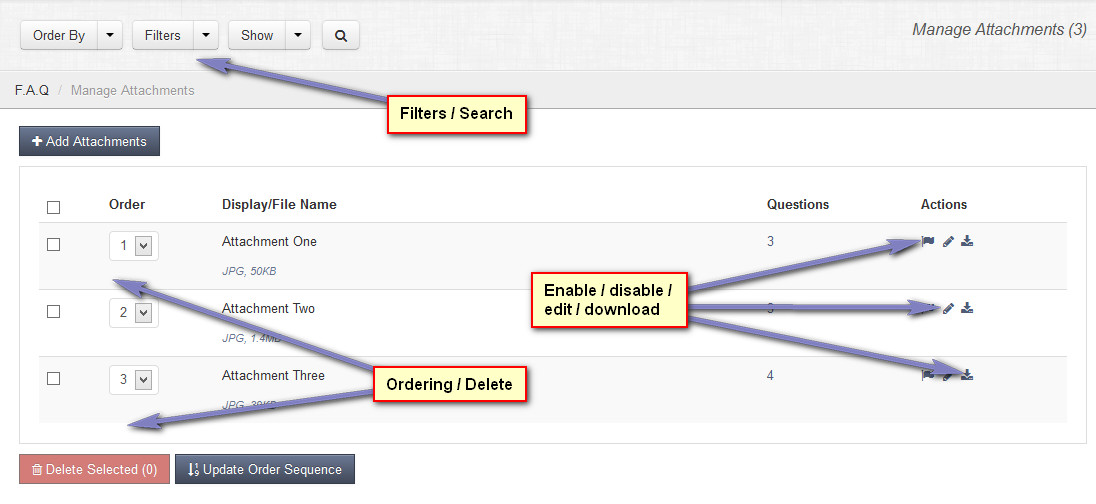 Order By Filters Show
Manage Attachments (3)
F.A.Q / Manage Attachments
Filters / Search
Add Attachments
Order Display/File Name Questions Actions
1 Attachment One 3
JPG, 50KB
Enable / disable /
edit / download
2 Attachment Two
JPG, 1.4MB
3 Attachment Three 4
Ordering / Delete
JPG, 39KB
Delete Selected (0) Update Order Sequence